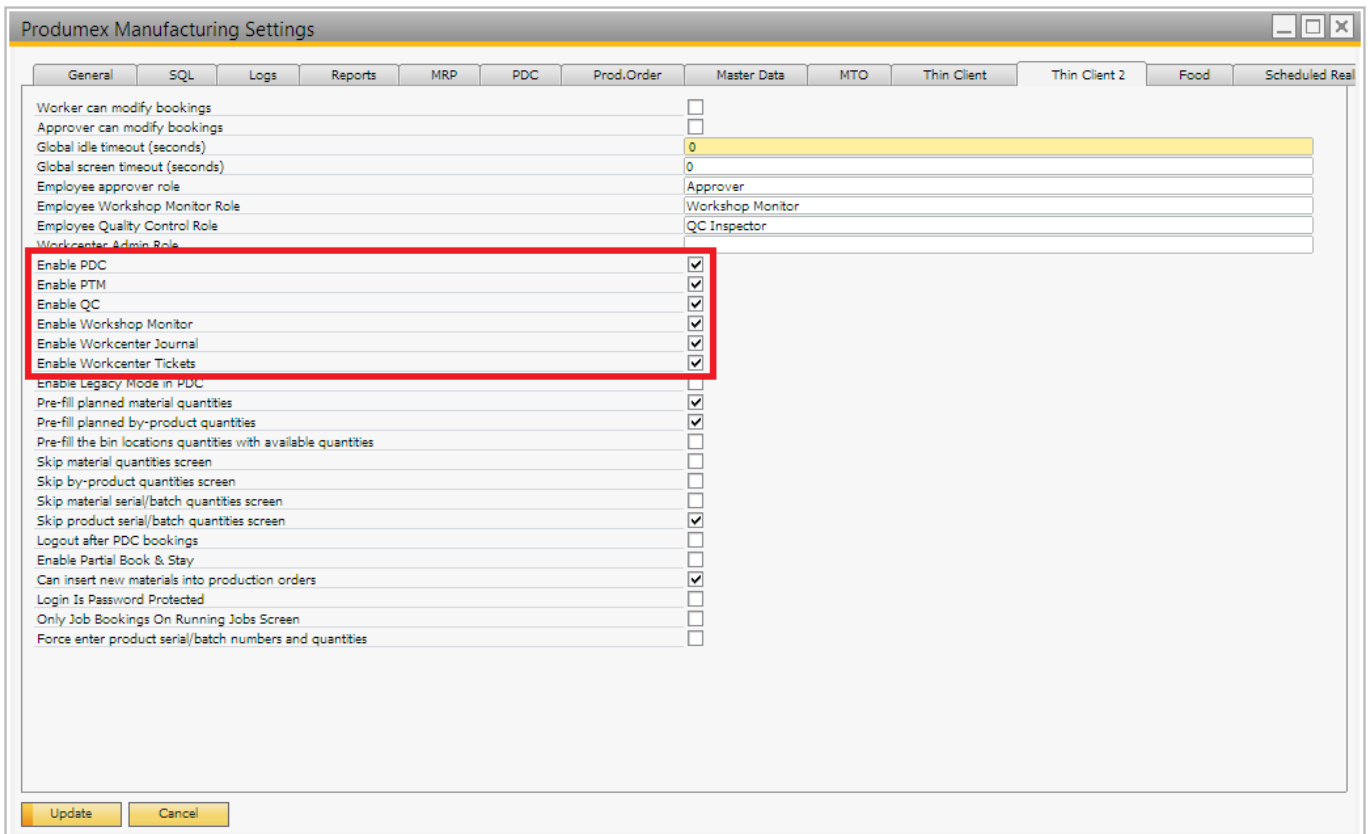 Produmex Manufacturing Settings
General SQL Logs Reports MRP PDC Prod.Order Master Data MTO Thin Client Thin Client 2 Food Scheduled Real
Worker can modify bookings
Approver can modify bookings
Global idle timeout (seconds) 0
Global screen timeout (seconds) 0
Employee approver role Approver
Employee Workshop Monitor Role Workshop Monitor
Employee Quality Control Role QC Inspector
Workcenter Admin Role
Enable PDC
Enable PTM
Enable QC
Enable Workshop Monitor
Enable Workcenter Journal
Enable Workcenter Tickets
Enable Legacy Mode in PDC
Pre-fill planned material quantities
Pre-fill planned by-product quantities
Pre-fill the bin locations quantities with available quantities
Skip material quantities screen
Skip by-product quantities screen
Skip material serial/batch quantities screen
Skip product serial/batch quantities screen
Logout after PDC bookings
Enable Partial Book & Stay
Can insert new materials into production orders
Login Is Password Protected
Only Job Bookings On Running Jobs Screen
Force enter product serial/batch numbers and quantities
Update Cancel